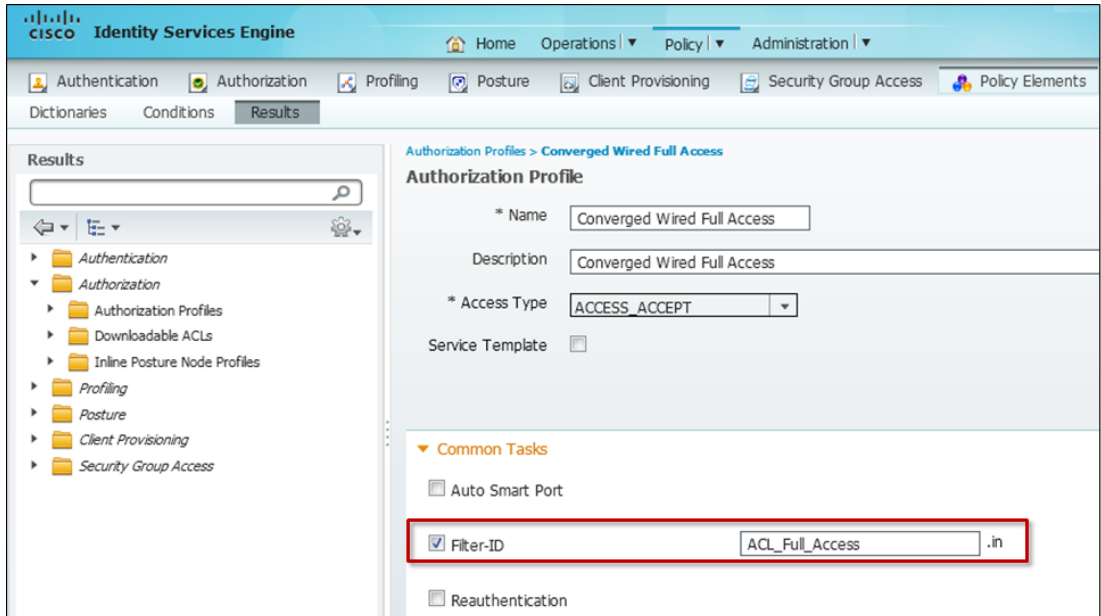 cisco Identity Services Engine
Home Operations Policy Administration
Authentication Authorization Profiling Posture Client Provisioning Security Group Access Policy Elements
Dictionaries Conditions Results
Results
Authentication
Authorization
Authorization Profiles
Downloadable ACLs
Inline Posture Node Profiles
Profiling
Posture
Client Provisioning
Security Group Access
Authorization Profiles > Converged Wired Full Access
Authorization Profile
* Name Converged Wired Full Access
Description Converged Wired Full Access
* Access Type ACCESS_ACCEPT
Service Template
Common Tasks
Auto Smart Port
Filter-ID ACL_Full_Access .in
Reauthentication